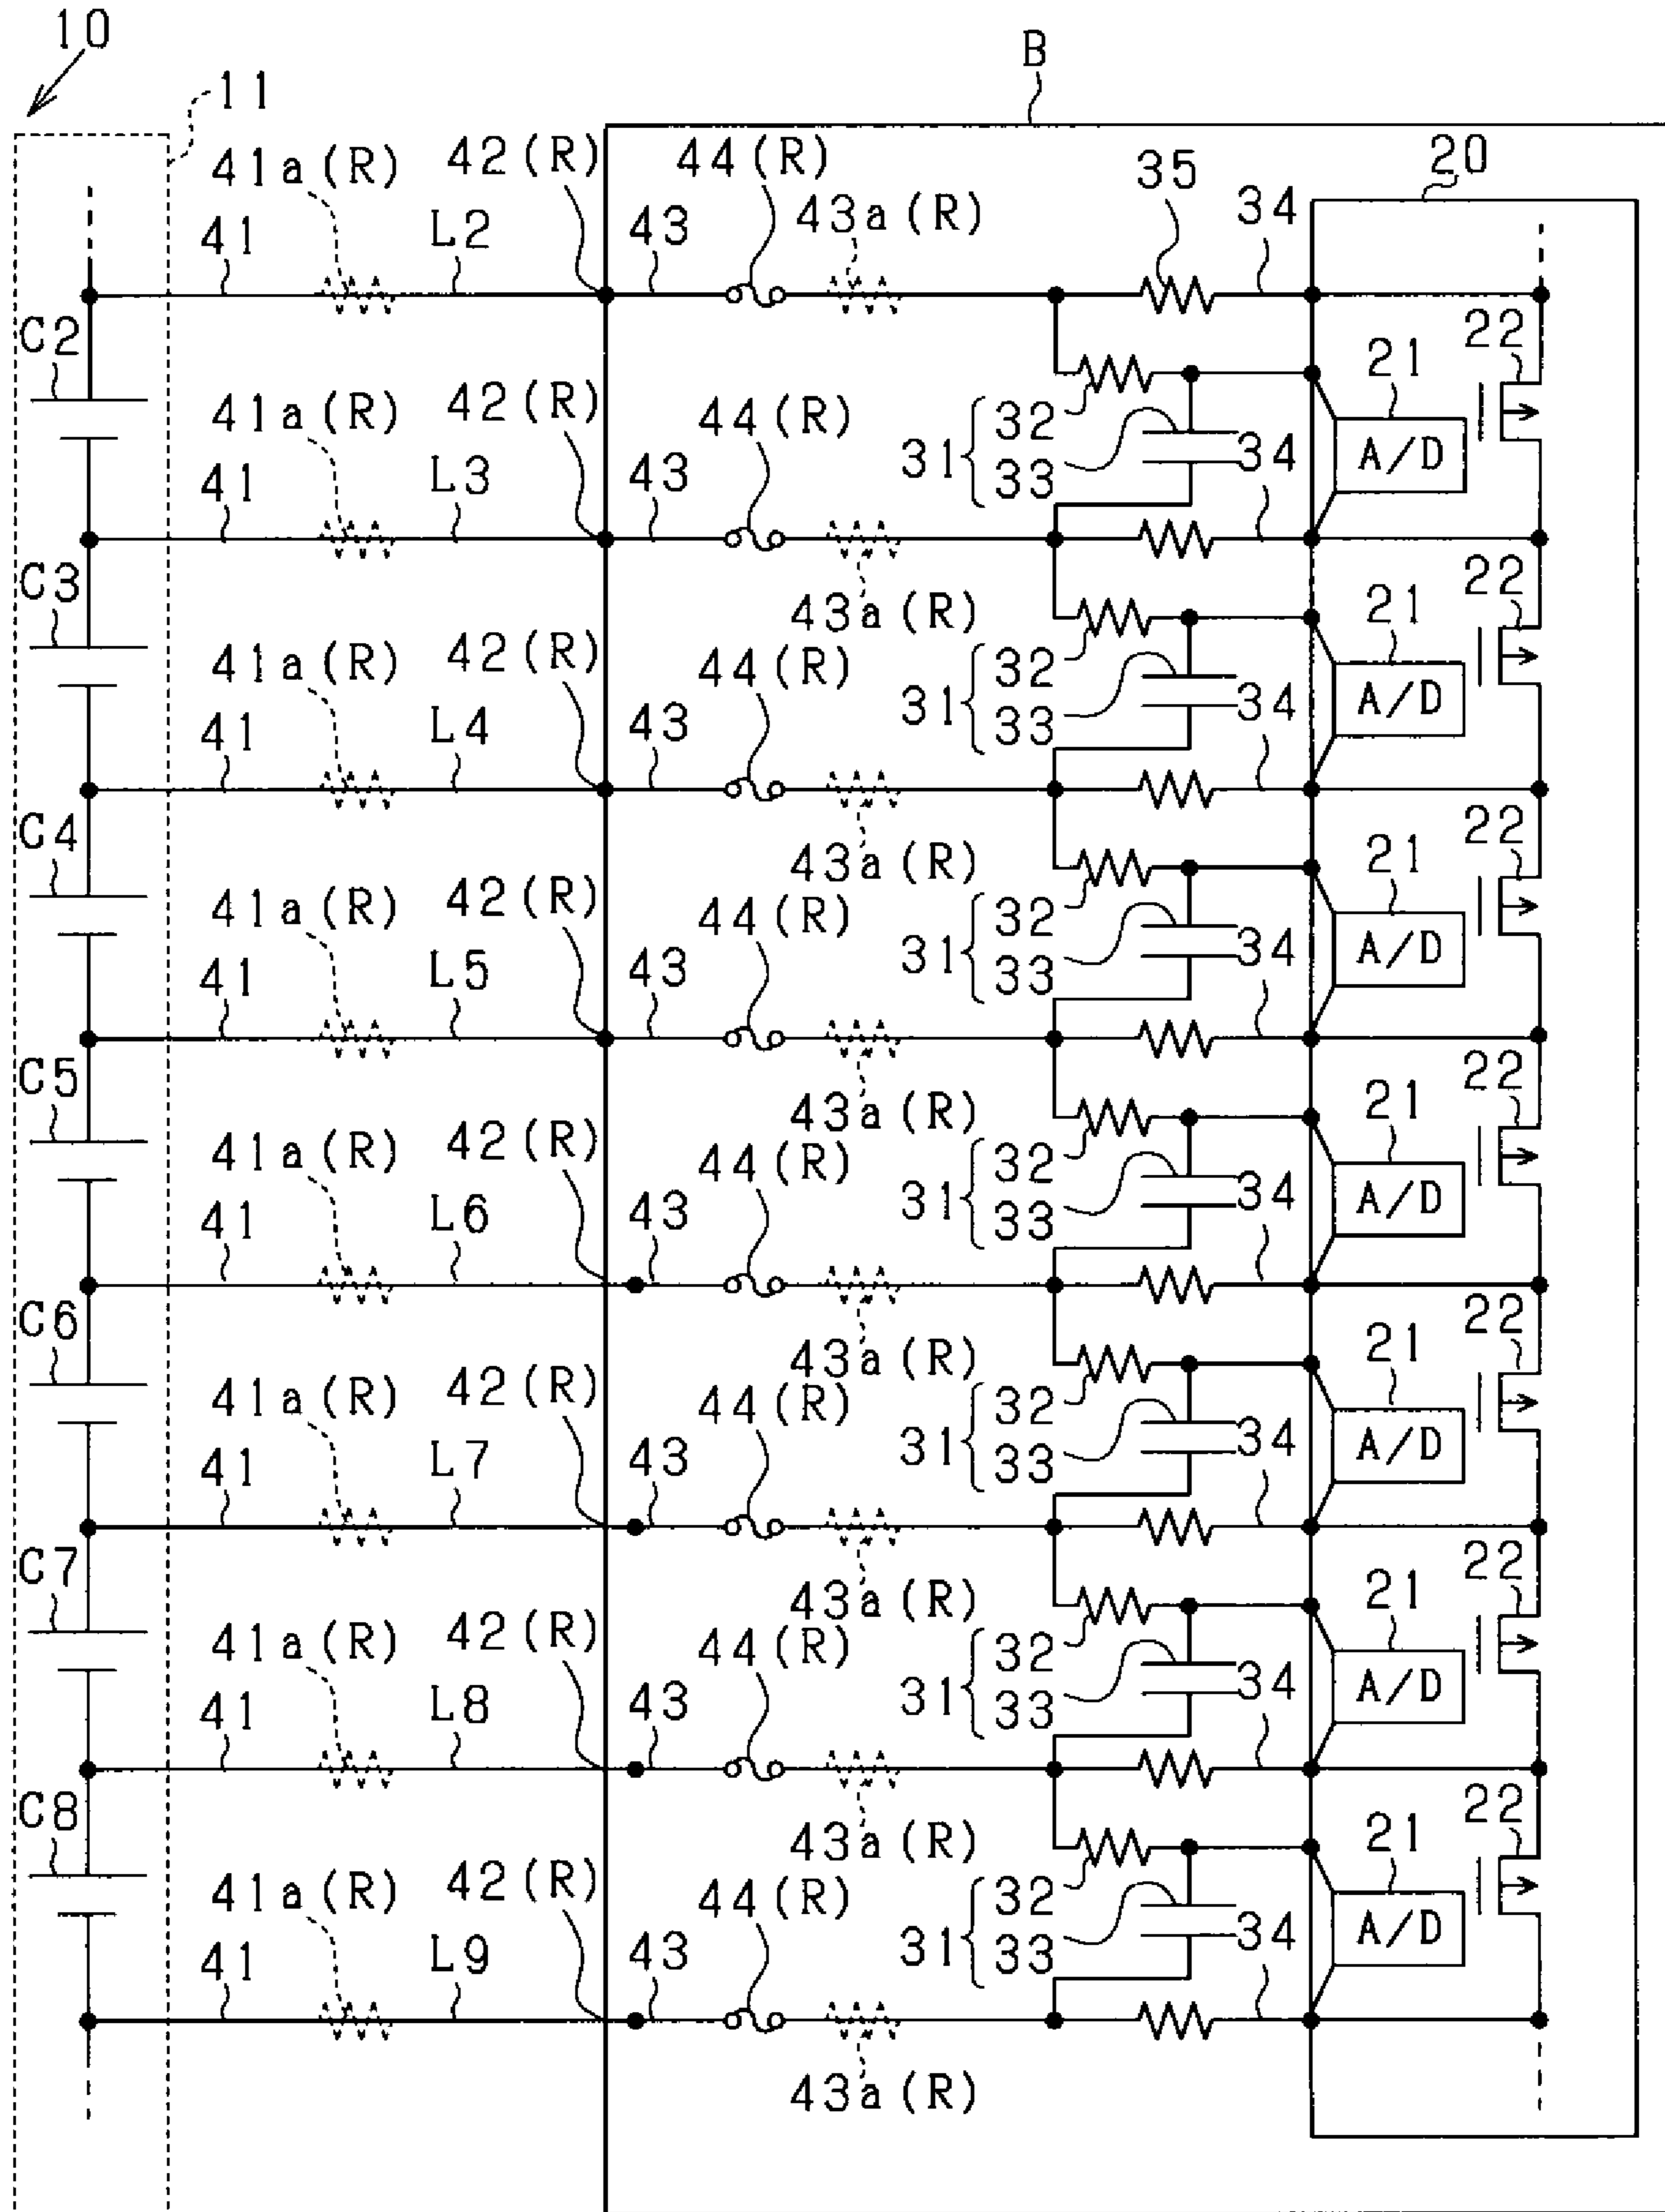 10
11
B
41a(R) 42(R) 44(R) 35 20
43a(R)
41 L2 43 34
C2 22
21
41a(R) 42(R) 44(R) 31 32 33 34 A/D
41 L3 43
C3 43a(R) 21 22
41a(R) 42(R) 44(R) 31 32 33 34 A/D
41 L4 43
C4 43a(R) 21 22
41a(R) 42(R) 44(R) 31 32 33 34 A/D
41 L5 43
C5 43a(R) 21 22
41a(R) 42(R) 44(R) 31 32 33 34 A/D
41 L6 43
C6 43a(R) 21 22
41a(R) 42(R) 44(R) 31 32 33 34 A/D
41 L7 43
C7 43a(R) 21 22
41a(R) 42(R) 44(R) 31 32 33 34 A/D
41 L8 43
C8 43a(R) 21 22
41a(R) 42(R) 44(R) 31 32 33 34 A/D
41 L9 43
43a(R)